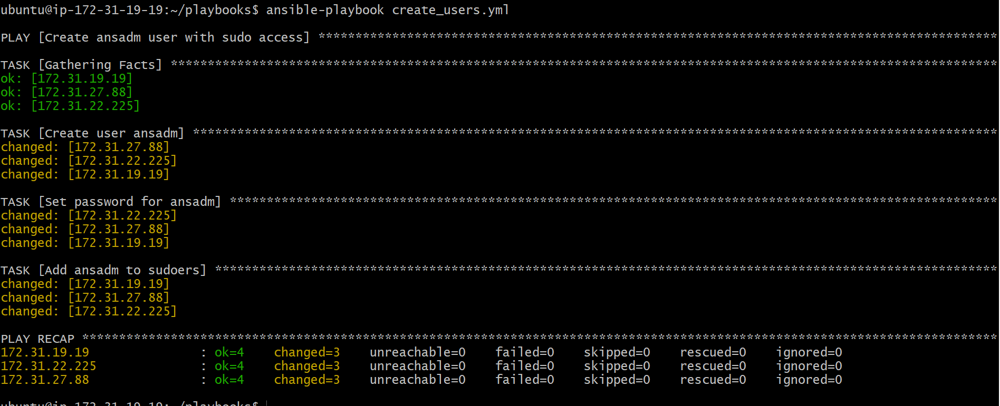 ubuntu@ip-172-31-19-19:~/playbooks$ ansible-playbook create_users.yml
PLAY [Create ansadm user with sudo access] ********************************************************************************************
TASK [Gathering Facts] ****************************************************************************************************************
ok: [172.31.19.19]
ok: [172.31.27.88]
ok: [172.31.22.225]
TASK [Create user ansadm] *************************************************************************************************************
changed: [172.31.27.88]
changed: [172.31.22.225]
changed: [172.31.19.19]
TASK [Set password for ansadm] ********************************************************************************************************
changed: [172.31.22.225]
changed: [172.31.27.88]
changed: [172.31.19.19]
TASK [Add ansadm to sudoers] **********************************************************************************************************
changed: [172.31.19.19]
changed: [172.31.27.88]
changed: [172.31.22.225]
PLAY RECAP ****************************************************************************************************************************
172.31.19.19               : ok=4    changed=3    unreachable=0    failed=0    skipped=0    rescued=0    ignored=0
172.31.22.225              : ok=4    changed=3    unreachable=0    failed=0    skipped=0    rescued=0    ignored=0
172.31.27.88               : ok=4    changed=3    unreachable=0    failed=0    skipped=0    rescued=0    ignored=0
ubuntu@ip-172-31-19-19:~/playbooks$